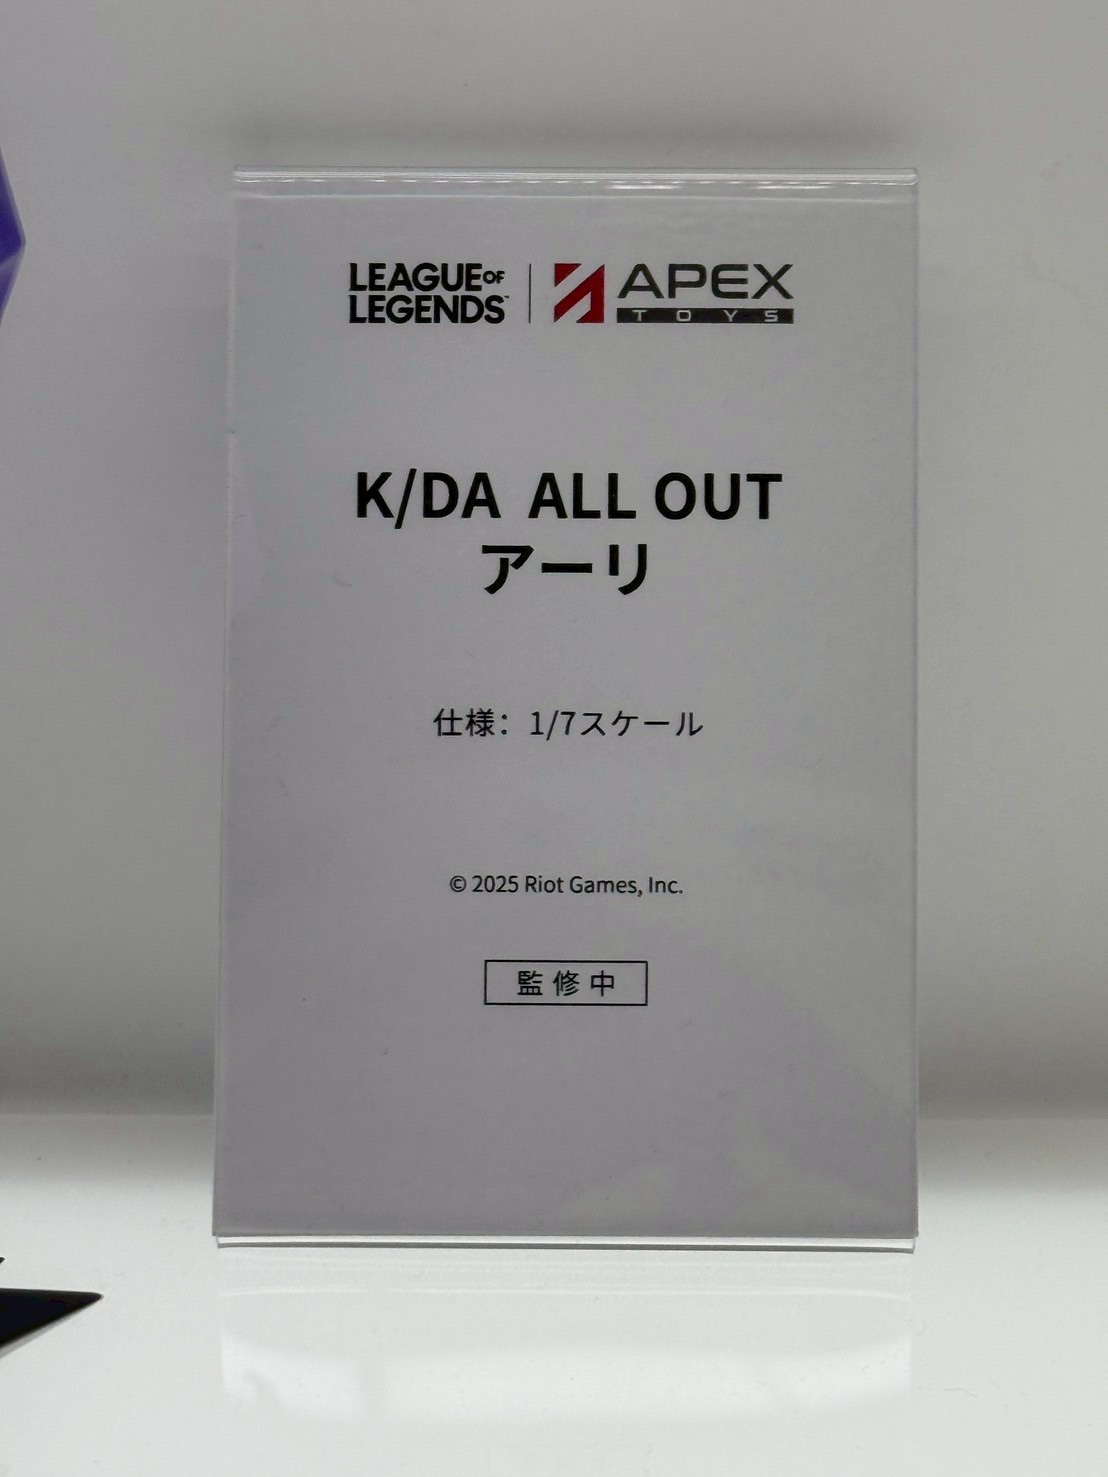 LEAGUE OF
LEGENDS™
APEX
TOYS
K/DA ALL OUT
アーリ
仕様：1/7スケール
© 2025 Riot Games, Inc.
監修中